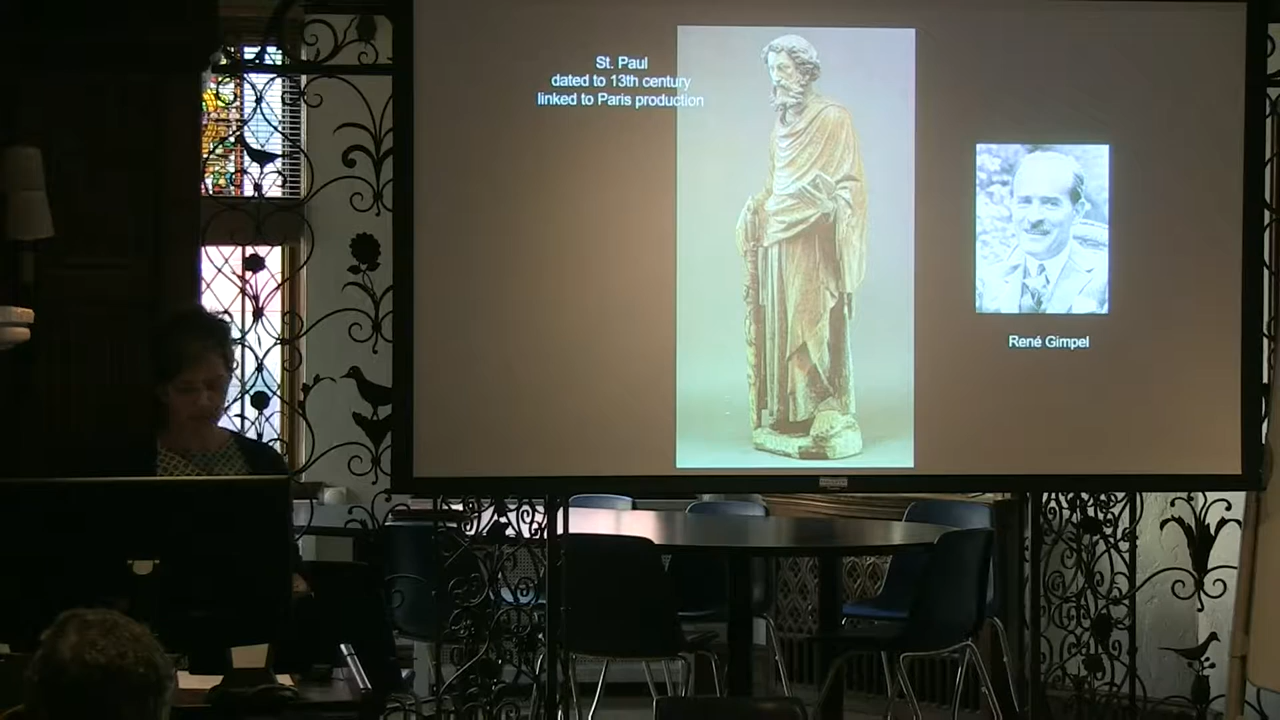 St. Paul
dated to 13th century
linked to Paris production
René Gimpel